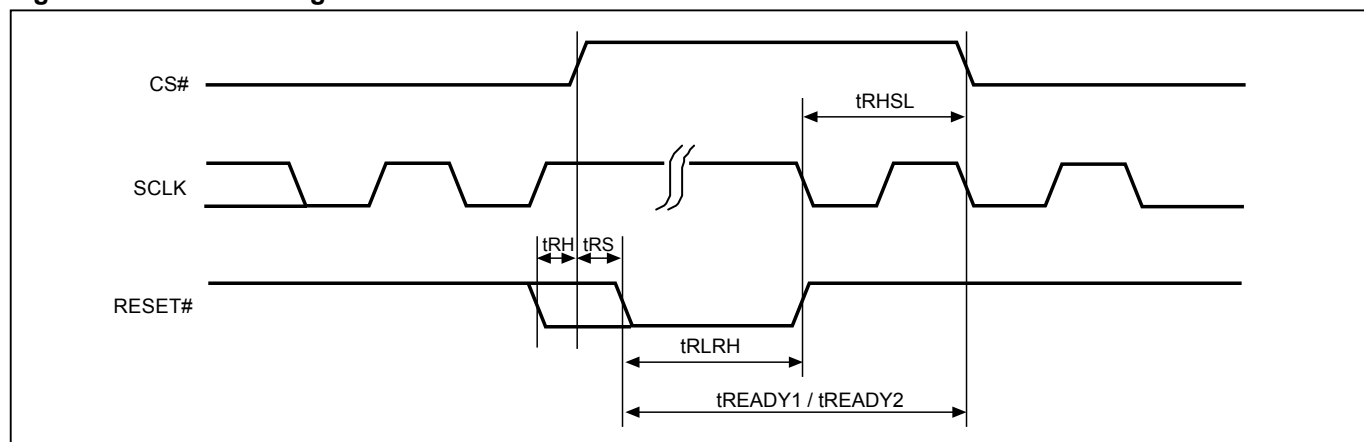 CS#
tRHSL
SCLK
tRH tRS
RESET#
tRLRH
tREADY1 / tREADY2